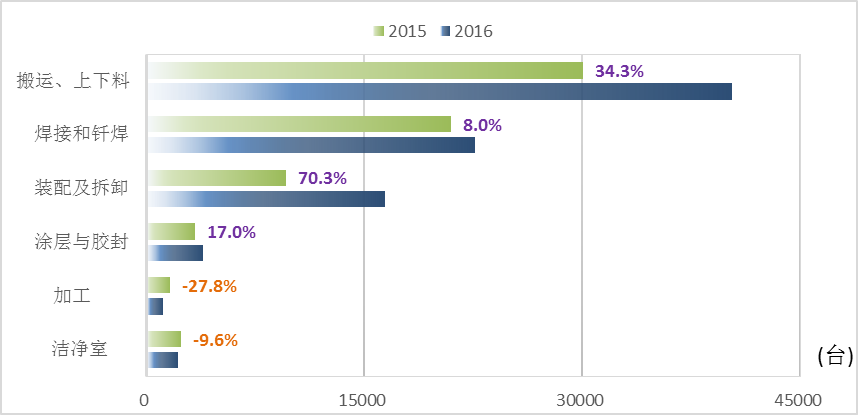 2015 2016
搬运、上下料 34.3%
焊接和钎焊 8.0%
装配及拆卸 70.3%
涂层与胶封 17.0%
加工 -27.8%
洁净室 -9.6%
(台)
0 15000 30000 45000